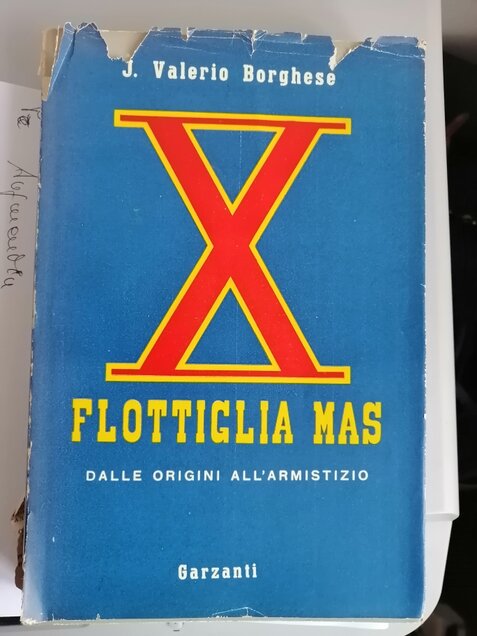 J. Valerio Borghese
X
FLOTTIGLIA MAS
DALLE ORIGINI ALL'ARMISTIZIO
Garzanti